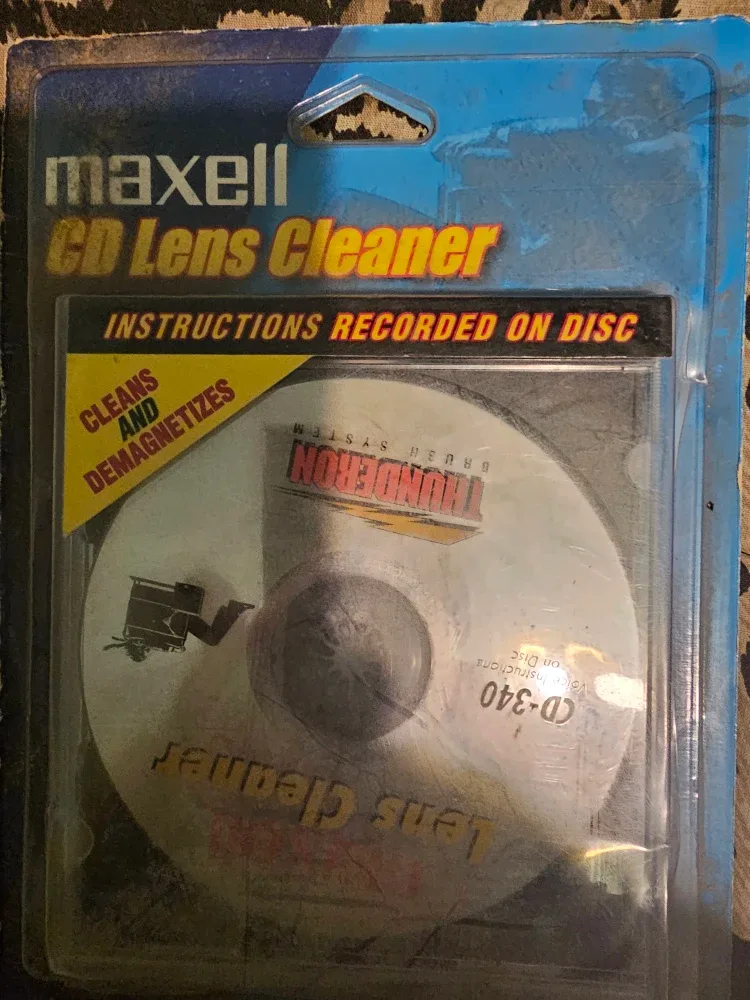 maxell
CD Lens Cleaner
INSTRUCTIONS RECORDED ON DISC
CLEANS
AND
DEMAGNETIZES
THUNDERON
BRUSH SYSTEM
CD-340
Voice Instructions
on Disc
maxell
Lens Cleaner